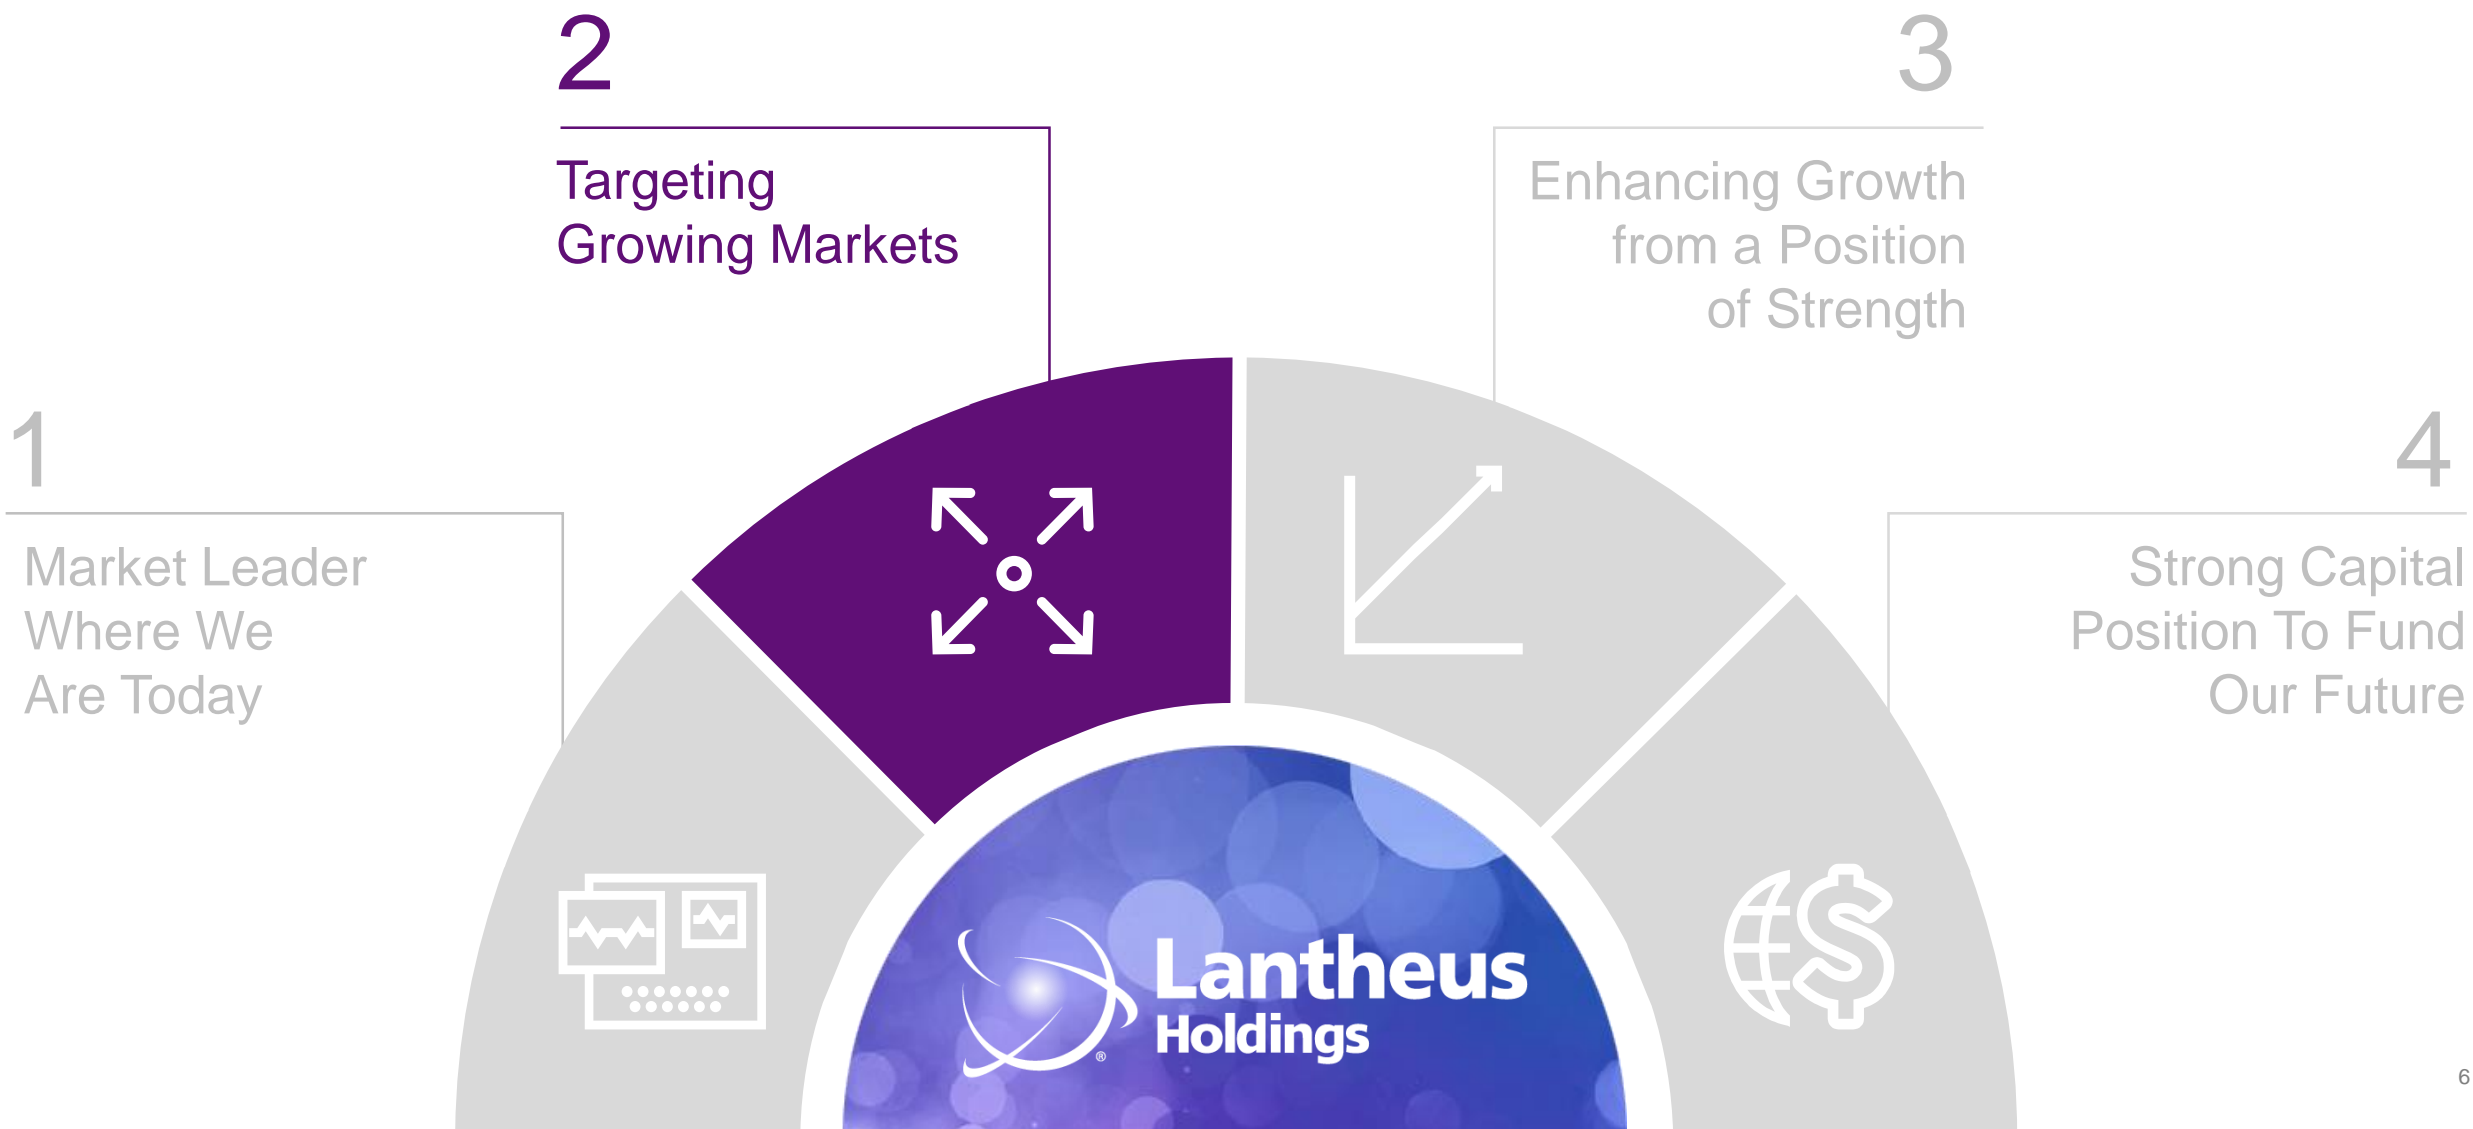 1
Market Leader
Where We
Are Today
2
Targeting
Growing Markets
3
Enhancing Growth
from a Position
of Strength
4
Strong Capital
Position To Fund
Our Future
Lantheus
Holdings
®
6